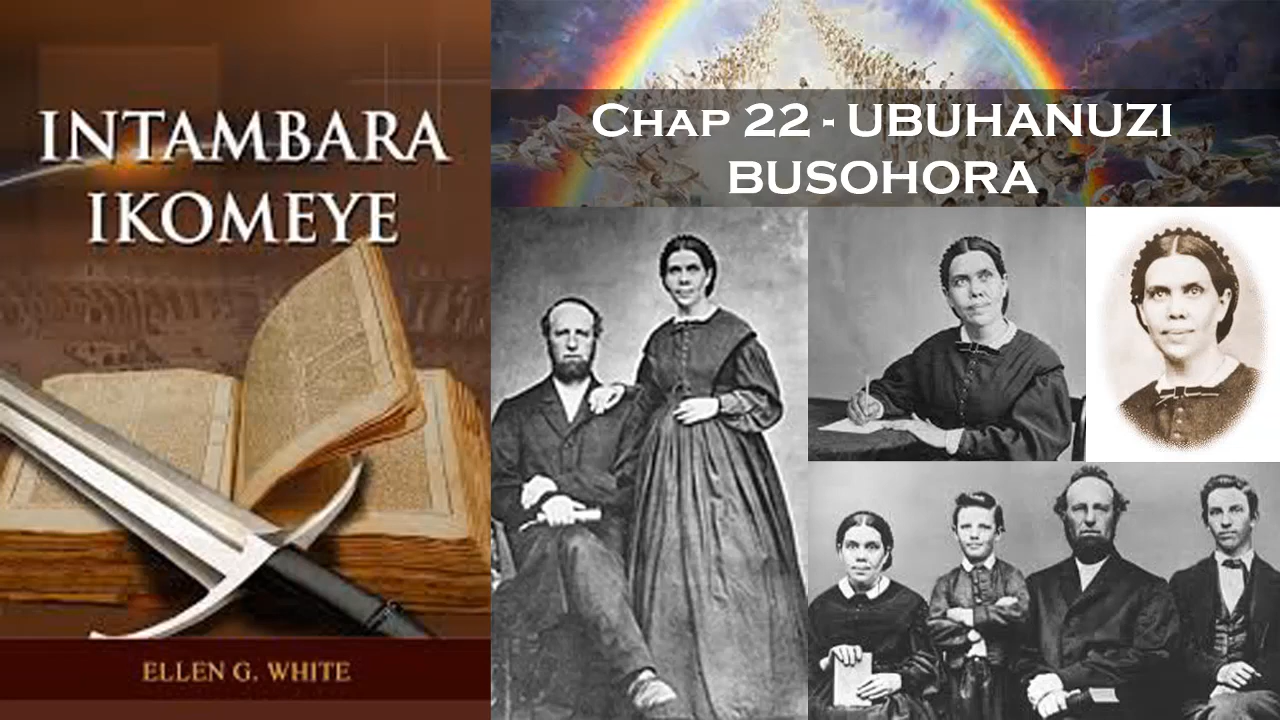 INTAMBARA
IKOMEYE
ELLEN G. WHITE
Chap 22 - UBUHANUZI
BUSOHORA